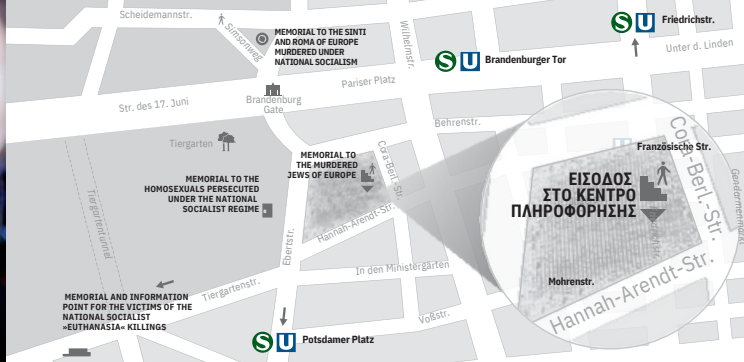 Scheidemannstr.
Simsonweg
MEMORIAL TO THE SINTI
AND ROMA OF EUROPE
MURDERED UNDER
NATIONAL SOCIALISM
Wilhelmstr.
S U Friedrichstr.
Unter d. Linden
S U Brandenburger Tor
Pariser Platz
Str. des 17. Juni
Brandenburg
Gate
Behrenstr.
Tiergarten
MEMORIAL TO
THE MURDERED
JEWS OF EUROPE
Cora-Berl.-Str.
Französische Str.
Cora-Berl.-Str.
Gendarmenmarkt
MEMORIAL TO THE
HOMOSEXUALS PERSECUTED
UNDER THE NATIONAL
SOCIALIST REGIME
ΕΙΣΟΔΟΣ
ΣΤΟ ΚΕΝΤΡΟ
ΠΛΗΡΟΦΟΡΗΣΗΣ
Tiergartentunnel
Ebertstr.
Hannah-Arendt-Str.
In den Ministergärten
Mohrenstr.
Hannah-Arendt-Str.
Tiergartenstr.
MEMORIAL AND INFORMATION
POINT FOR THE VICTIMS OF THE
NATIONAL SOCIALIST
»EUTHANASIA« KILLINGS
Voßstr.
S U Potsdamer Platz